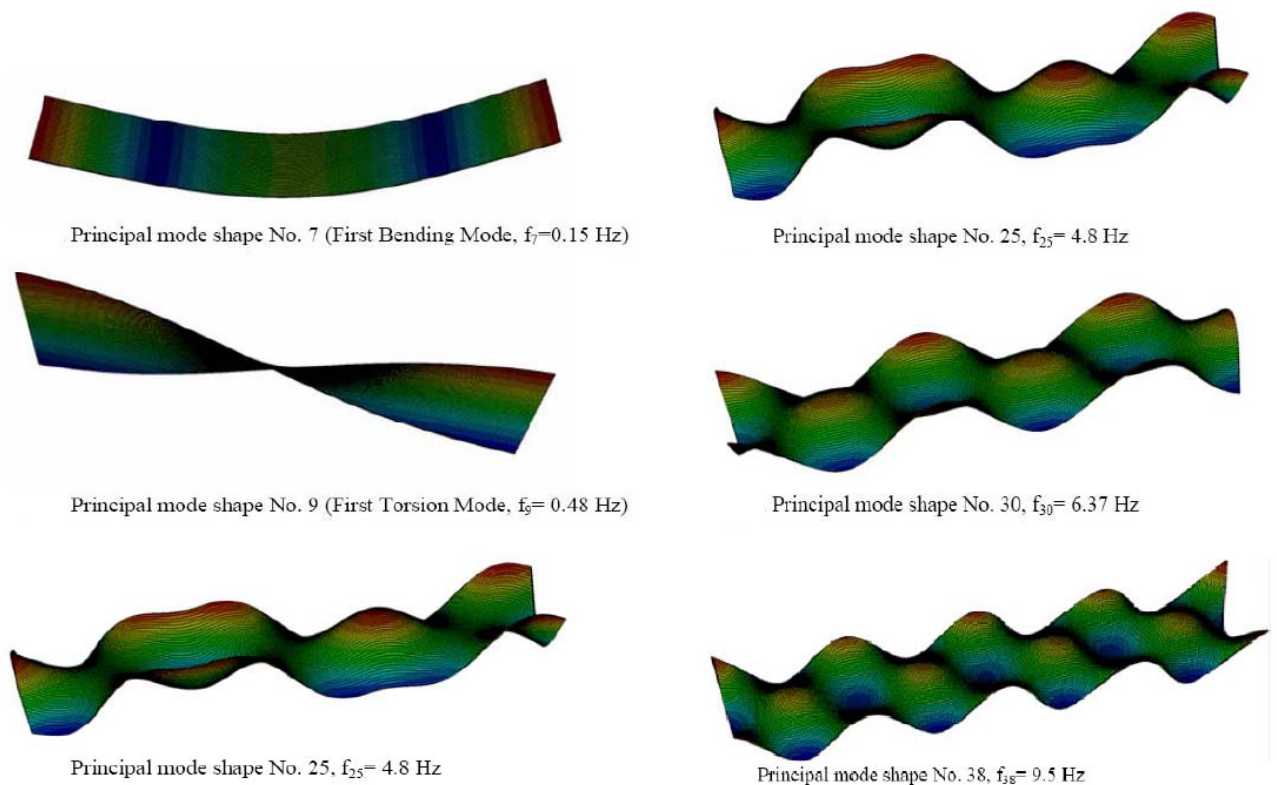 Principal mode shape No. 7 (First Bending Mode, f₇=0.15 Hz)
Principal mode shape No. 25, f₂₅= 4.8 Hz
Principal mode shape No. 9 (First Torsion Mode, f₉= 0.48 Hz)
Principal mode shape No. 30, f₃₀= 6.37 Hz
Principal mode shape No. 25, f₂₅= 4.8 Hz
Principal mode shape No. 38, f₃₈= 9.5 Hz